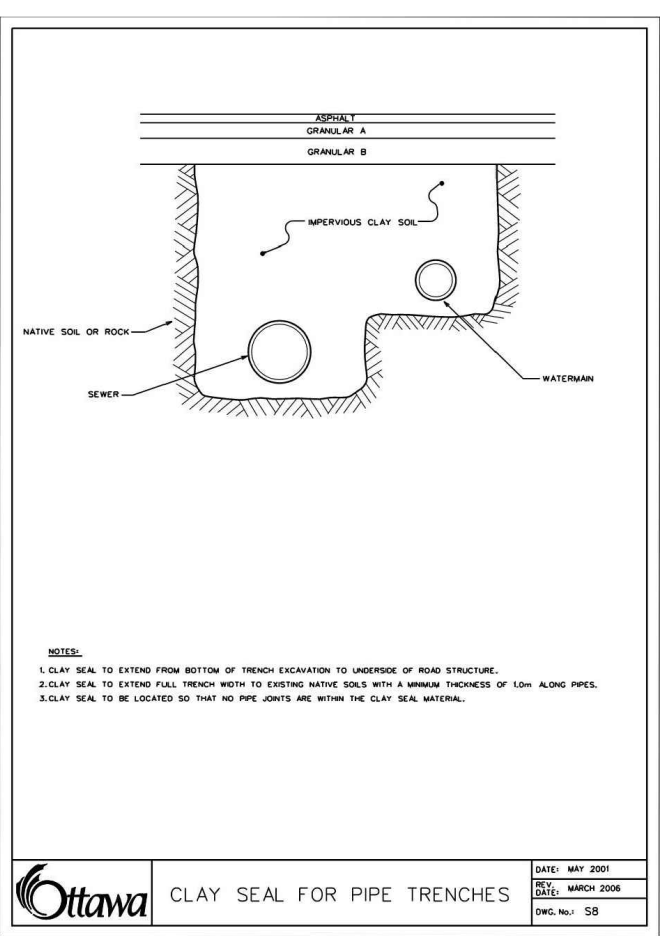 ASPHALT
GRANULAR A
GRANULAR B
IMPERVIOUS CLAY SOIL
NATIVE SOIL OR ROCK
WATERMAIN
SEWER
NOTES:
1. CLAY SEAL TO EXTEND FROM BOTTOM OF TRENCH EXCAVATION TO UNDERSIDE OF ROAD STRUCTURE.
2. CLAY SEAL TO EXTEND FULL TRENCH WIDTH TO EXISTING NATIVE SOILS WITH A MINIMUM THICKNESS OF 1.0m ALONG PIPES.
3. CLAY SEAL TO BE LOCATED SO THAT NO PIPE JOINTS ARE WITHIN THE CLAY SEAL MATERIAL.
Ottawa
CLAY SEAL FOR PIPE TRENCHES
DATE: MAY 2001
REV. DATE: MARCH 2006
DWG. No.: S8